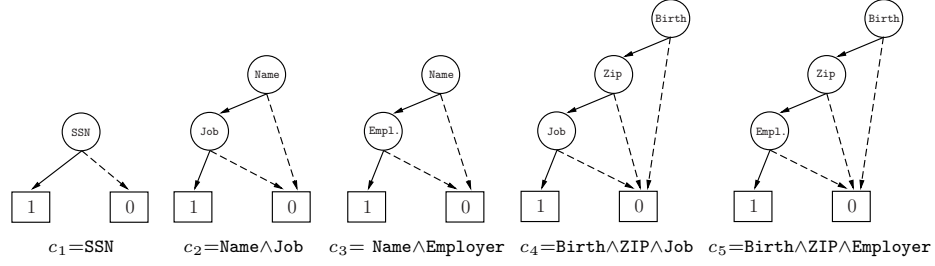 Birth
Birth
Name
Name
Zip
Zip
SSN
Job
Empl.
Job
Empl.
1 0 1 0 1 0 1 0 1 0
c₁=SSN c₂=Name∧Job c₃= Name∧Employer c₄=Birth∧ZIP∧Job c₅=Birth∧ZIP∧Employer